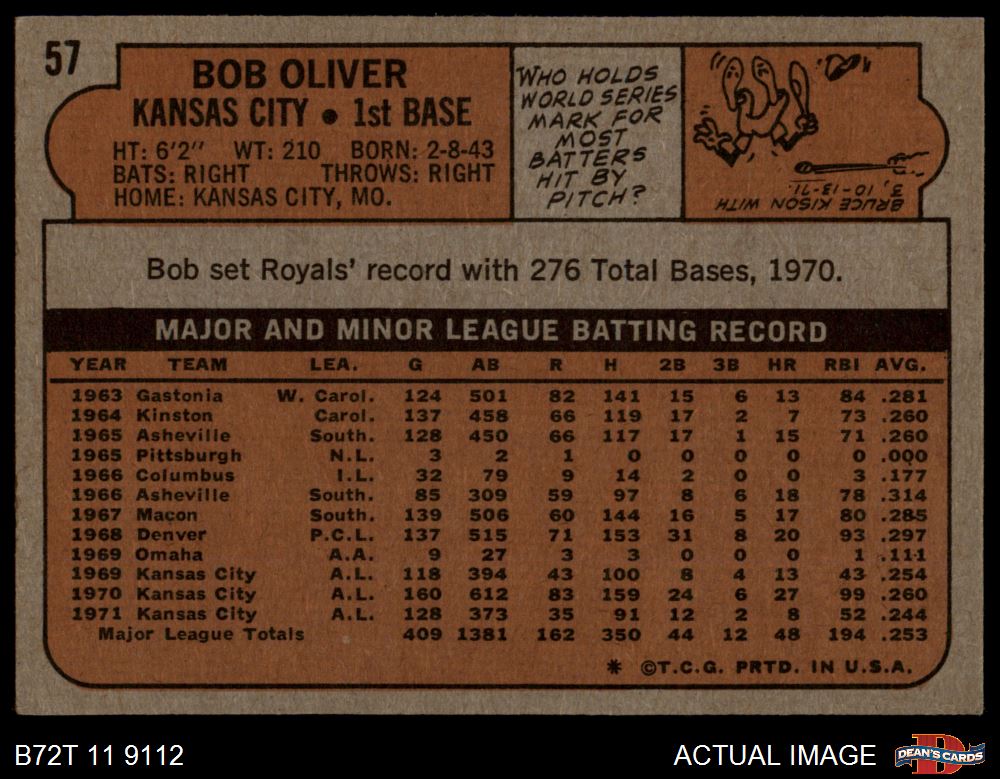 57
BOB OLIVER
KANSAS CITY • 1st BASE
HT: 6'2" WT: 210 BORN: 2-8-43
BATS: RIGHT THROWS: RIGHT
HOME: KANSAS CITY, MO.
WHO HOLDS
WORLD SERIES
MARK FOR
MOST
BATTERS
HIT BY
PITCH?
BRUCE KISON WITH
3, 10-13-71.
Bob set Royals' record with 276 Total Bases, 1970.
MAJOR AND MINOR LEAGUE BATTING RECORD
YEAR TEAM LEA. G AB R H 2B 3B HR RBI AVG.
1963 Gastonia W. Carol. 124 501 82 141 15 6 13 84 .281
1964 Kinston Carol. 137 458 66 119 17 2 7 73 .260
1965 Asheville South. 128 450 66 117 17 1 15 71 .260
1965 Pittsburgh N.L. 3 2 1 0 0 0 0 0 .000
1966 Columbus I.L. 32 79 9 14 2 0 0 3 .177
1966 Asheville South. 85 309 59 97 8 6 18 78 .314
1967 Macon South. 139 506 60 144 16 5 17 80 .285
1968 Denver P.C.L. 137 515 71 153 31 8 20 93 .297
1969 Omaha A.A. 9 27 3 3 0 0 0 1 .111
1969 Kansas City A.L. 118 394 43 100 8 4 13 43 .254
1970 Kansas City A.L. 160 612 83 159 24 6 27 99 .260
1971 Kansas City A.L. 128 373 35 91 12 2 8 52 .244
Major League Totals 409 1381 162 350 44 12 48 194 .253
* ©T.C.G. PRTD. IN U.S.A.
B72T 11 9112
ACTUAL IMAGE
D
DEAN'S CARDS